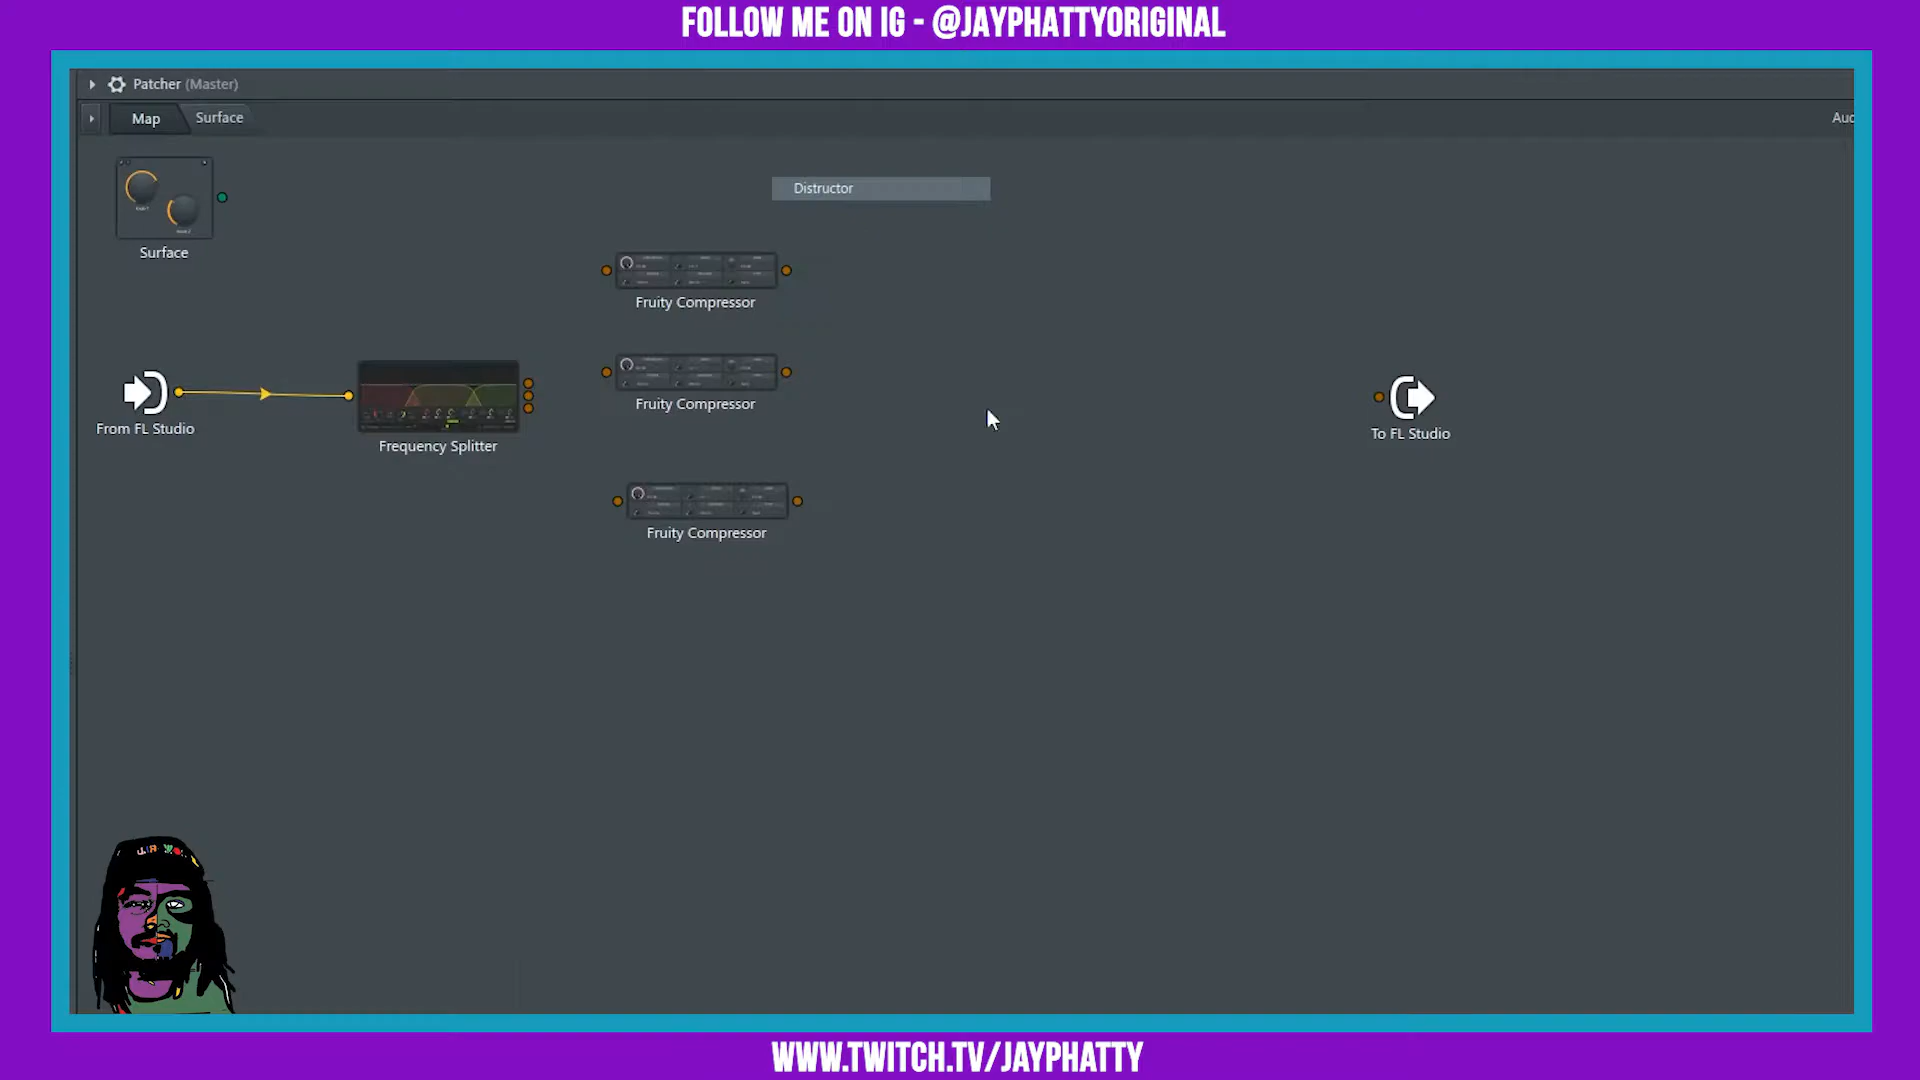 FOLLOW ME ON IG - @JAYPHATTYORIGINAL
Patcher (Master)
Map
Surface
Auc
Distructor
Surface
Fruity Compressor
Fruity Compressor
From FL Studio
Frequency Splitter
To FL Studio
Fruity Compressor
WWW.TWITCH.TV/JAYPHATTY